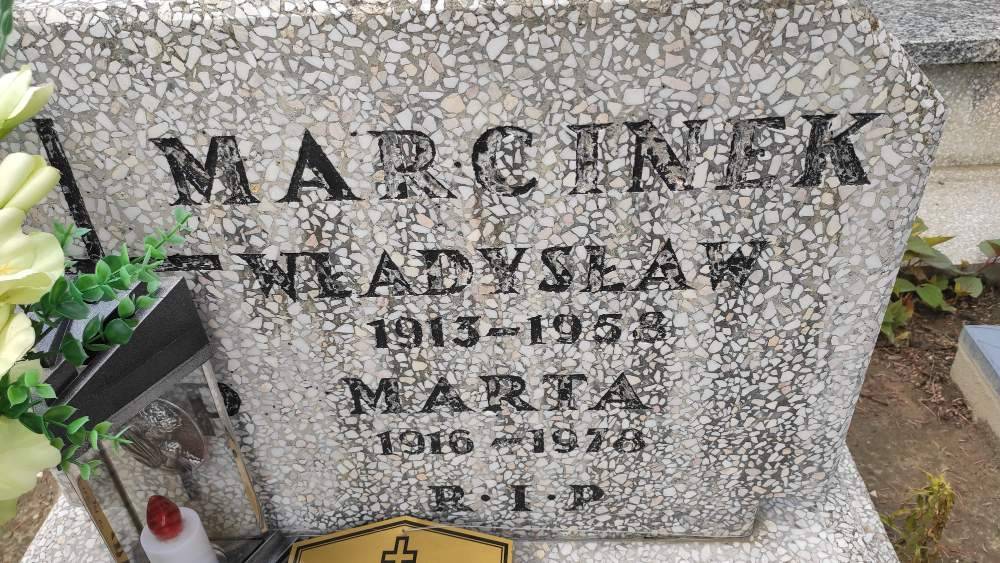 MARCINEK
WŁADYSŁAW
1913-1958
MARTA
1916-1978
R·I·P